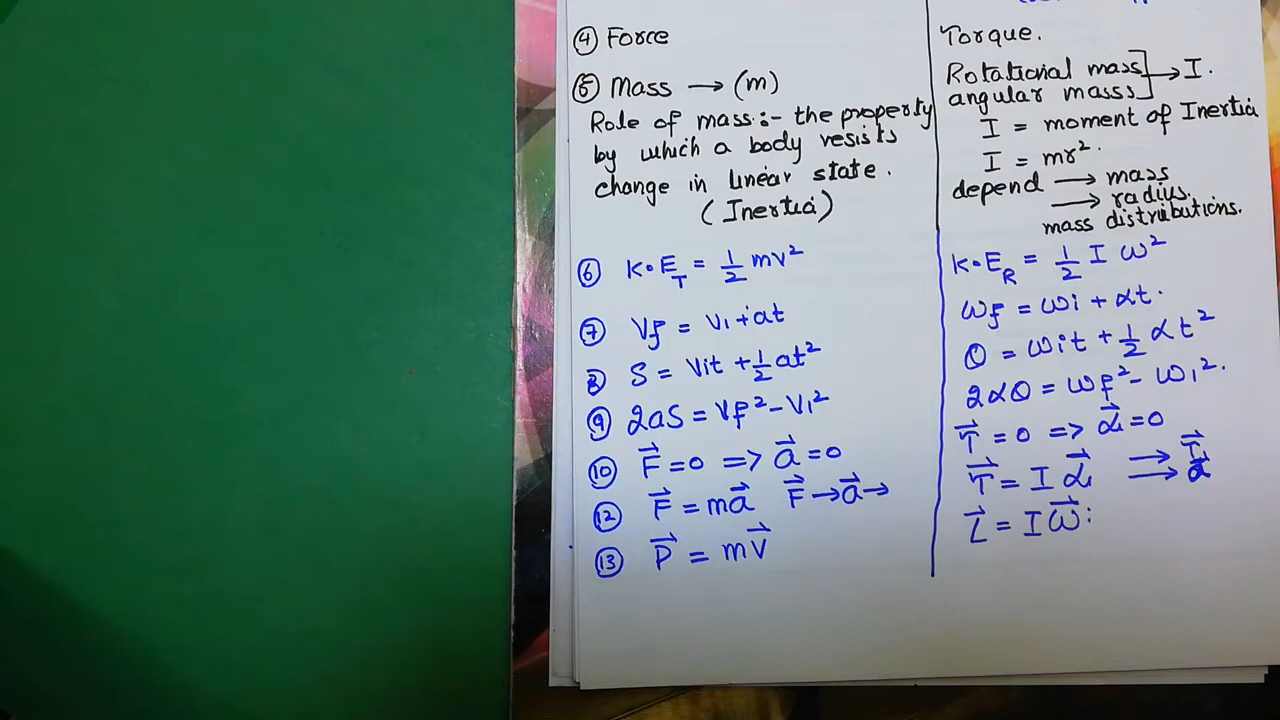 ④ Force
⑤ Mass → (m)
Role of mass:- the property
by which a body resists
change in linear state.
(Inertia)
⑥ K.E_T = 1/2 mv²
⑦ Vf = Vi + at
8 S = Vit + 1/2 at²
⑨ 2aS = Vf² - Vi²
⑩ F⃗ = 0 => a⃗ = 0
⑫ F⃗ = ma⃗ F⃗ → a⃗ →
⑬ P⃗ = mV⃗
Torque.
Rotational mass] → I.
angular masss]
I = moment of Inertia
I = mr².
depend → mass
→ radius.
mass distributions.
K.E_R = 1/2 I ω²
ωf = ωi + αt.
θ = ωit + 1/2 αt²
2αθ = ωf² - ωi².
τ⃗ = 0 => α⃗ = 0
τ⃗ = I α⃗ → τ⃗
→ α⃗
L⃗ = I ω⃗ :